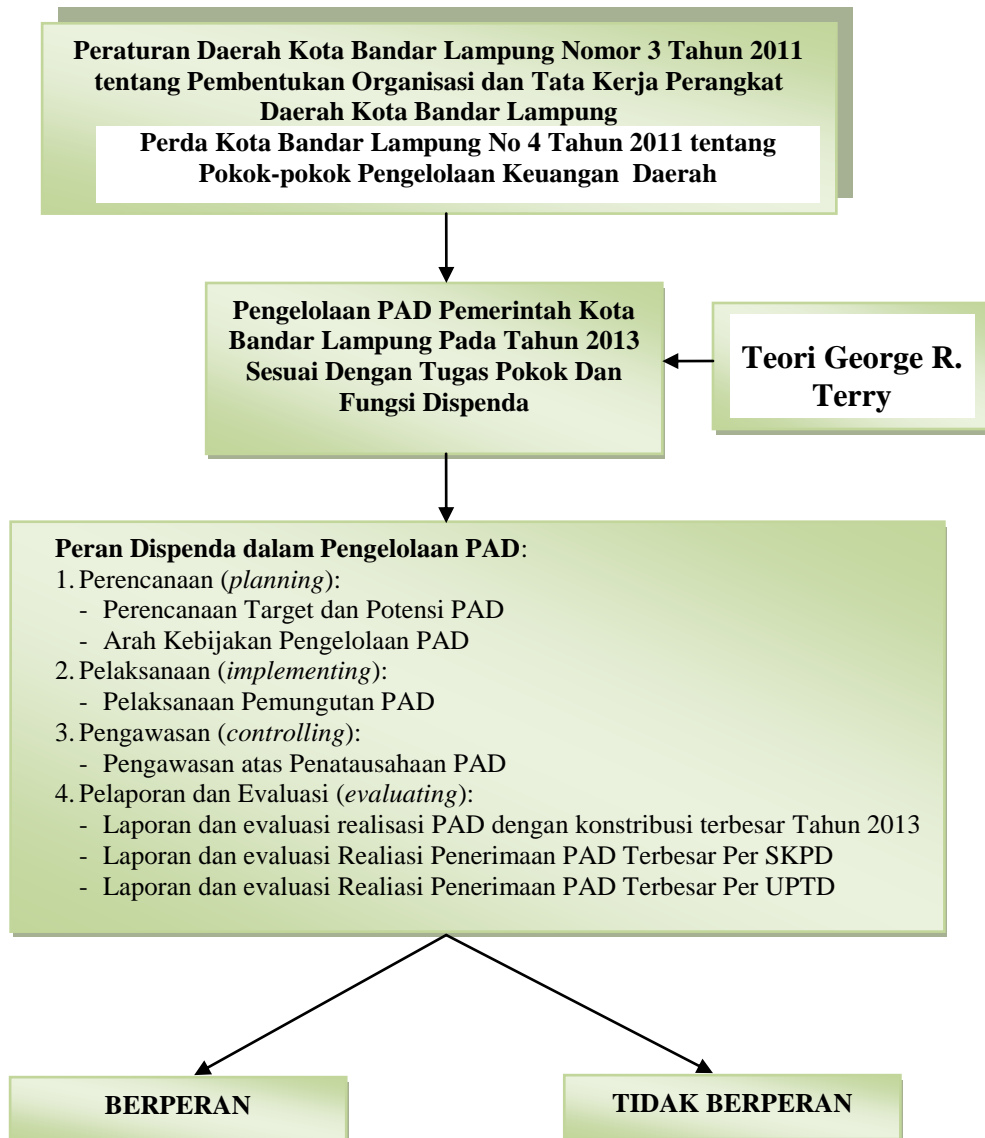 Peraturan Daerah Kota Bandar Lampung Nomor 3 Tahun 2011
tentang Pembentukan Organisasi dan Tata Kerja Perangkat
Daerah Kota Bandar Lampung
Perda Kota Bandar Lampung No 4 Tahun 2011 tentang
Pokok-pokok Pengelolaan Keuangan Daerah
Pengelolaan PAD Pemerintah Kota
Bandar Lampung Pada Tahun 2013
Sesuai Dengan Tugas Pokok Dan
Fungsi Dispenda
Teori George R.
Terry
Peran Dispenda dalam Pengelolaan PAD:
1. Perencanaan (planning):
- Perencanaan Target dan Potensi PAD
- Arah Kebijakan Pengelolaan PAD
2. Pelaksanaan (implementing):
- Pelaksanaan Pemungutan PAD
3. Pengawasan (controlling):
- Pengawasan atas Penatausahaan PAD
4. Pelaporan dan Evaluasi (evaluating):
- Laporan dan evaluasi realisasi PAD dengan konstribusi terbesar Tahun 2013
- Laporan dan evaluasi Realiasi Penerimaan PAD Terbesar Per SKPD
- Laporan dan evaluasi Realiasi Penerimaan PAD Terbesar Per UPTD
BERPERAN
TIDAK BERPERAN